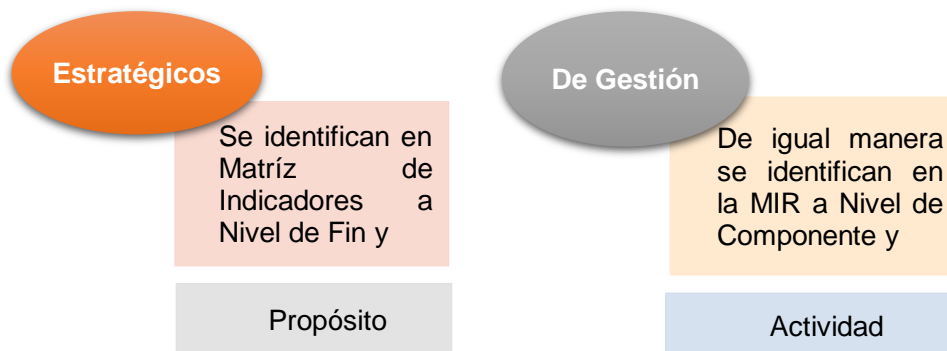 Estratégicos
Se identifican en
Matríz de
Indicadores a
Nivel de Fin y
Propósito
De Gestión
De igual manera
se identifican en
la MIR a Nivel de
Componente y
Actividad